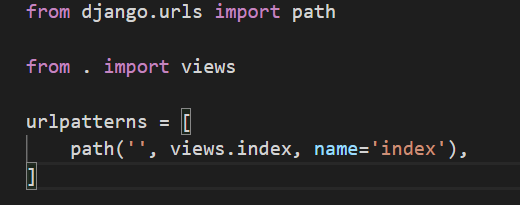 from django.urls import path
from . import views
urlpatterns = [
    path('', views.index, name='index'),
]